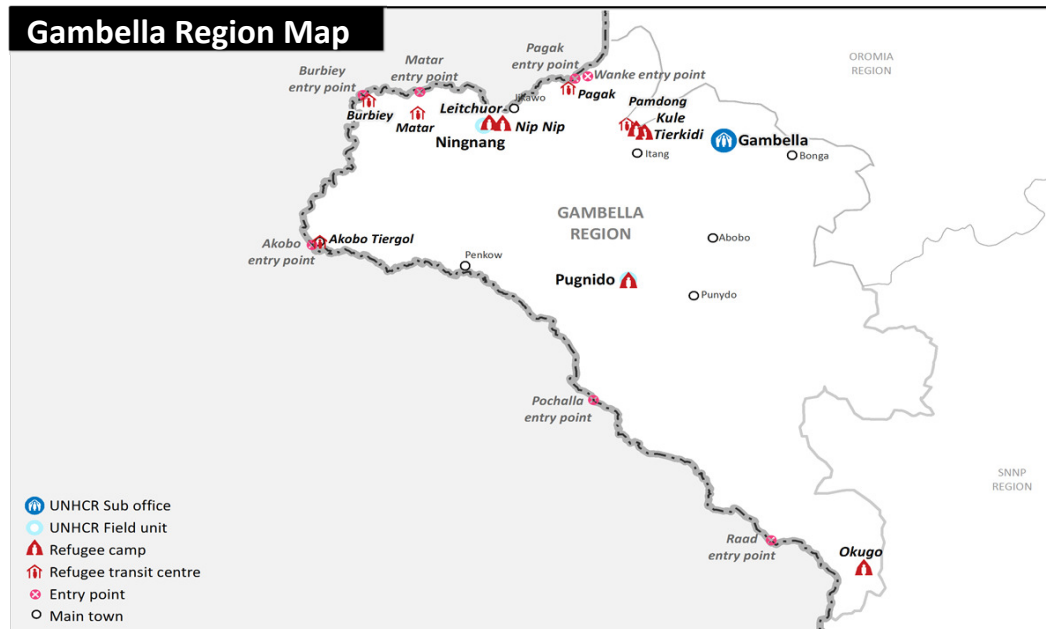 Gambella Region Map
Pagak
entry point
Matar
entry point
Burbiey
entry point
Wanke entry point
OROMIA
REGION
Pagak
Burbiey
Matar
Leitchuor
Jikawo
Nip Nip
Ningnang
Pamdong
Kule
Tierkidi
Itang
Gambella
Bonga
GAMBELLA
REGION
Akobo Tiergol
Akobo
entry point
Penkow
Abobo
Pugnido
Punydo
Pochalla
entry point
SNNP
REGION
Raad
entry point
Okugo
UNHCR Sub office
UNHCR Field unit
Refugee camp
Refugee transit centre
Entry point
Main town